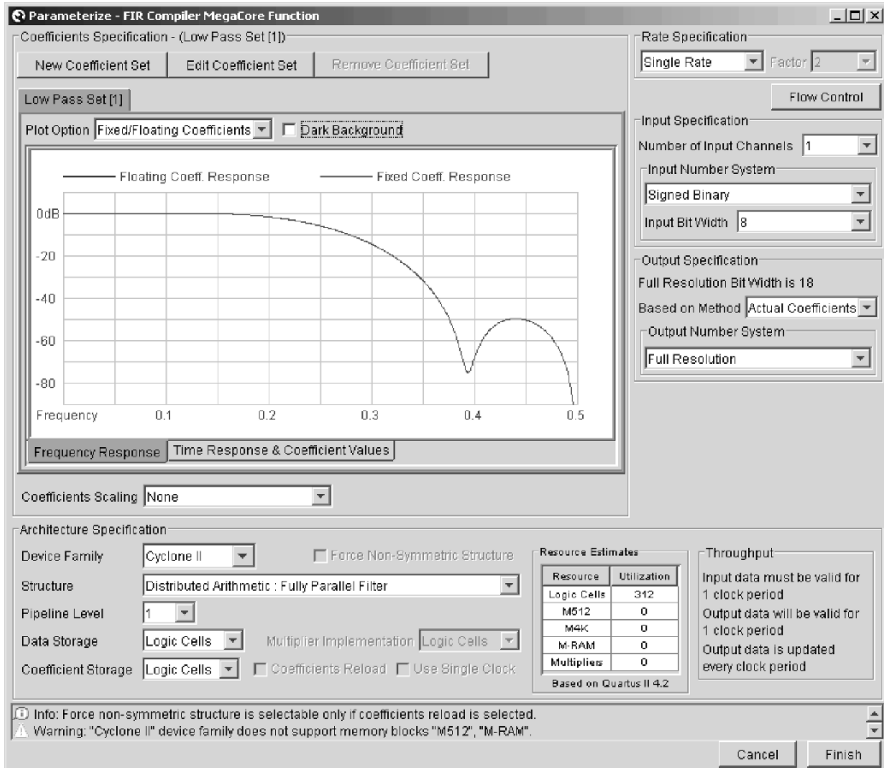 Parameterize - FIR Compiler MegaCore Function
Coefficients Specification - (Low Pass Set [1])
New Coefficient Set
Edit Coefficient Set
Remove Coefficient Set
Low Pass Set [1]
Plot Option Fixed/Floating Coefficients
Dark Background
Floating Coeff. Response
Fixed Coeff. Response
0dB
-20
-40
-60
-80
Frequency 0.1 0.2 0.3 0.4 0.5
Frequency Response
Time Response & Coefficient Values
Coefficients Scaling None
Rate Specification
Single Rate Factor 2
Flow Control
Input Specification
Number of Input Channels 1
Input Number System
Signed Binary
Input Bit Width 8
Output Specification
Full Resolution Bit Width is 18
Based on Method Actual Coefficients
Output Number System
Full Resolution
Architecture Specification
Device Family Cyclone II Force Non-Symmetric Structure
Structure Distributed Arithmetic : Fully Parallel Filter
Pipeline Level 1
Data Storage Logic Cells Multiplier Implementation Logic Cells
Coefficient Storage Logic Cells Coefficients Reload Use Single Clock
Resource Estimates
Resource Utilization
Logic Cells 312
M512 0
M4K 0
M-RAM 0
Multipliers 0
Based on Quartus II 4.2
Throughput
Input data must be valid for
1 clock period
Output data will be valid for
1 clock period
Output data is updated
every clock period
Info: Force non-symmetric structure is selectable only if coefficients reload is selected.
Warning: "Cyclone II" device family does not support memory blocks "M512", "M-RAM".
Cancel
Finish